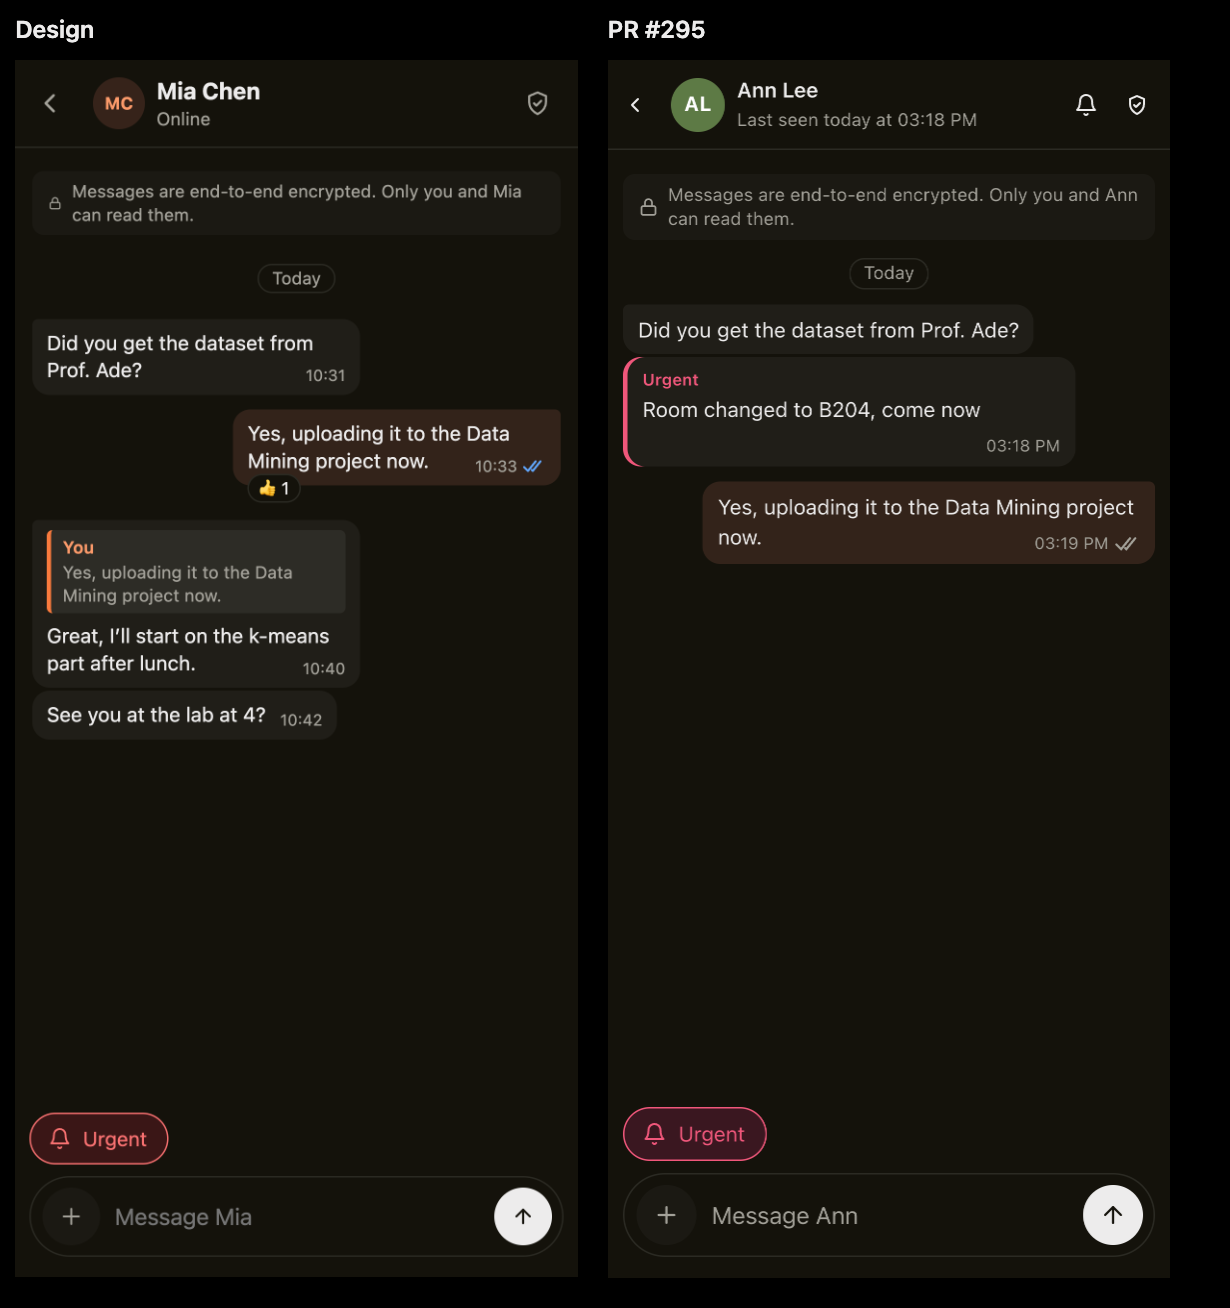 Design
MC
Mia Chen
Online
Messages are end-to-end encrypted. Only you and Mia
can read them.
Today
Did you get the dataset from
Prof. Ade?
10:31
Yes, uploading it to the Data
Mining project now.
10:33
👍 1
You
Yes, uploading it to the Data
Mining project now.
Great, I’ll start on the k-means
part after lunch.
10:40
See you at the lab at 4?
10:42
Urgent
Message Mia
PR #295
AL
Ann Lee
Last seen today at 03:18 PM
Messages are end-to-end encrypted. Only you and Ann
can read them.
Today
Did you get the dataset from Prof. Ade?
Urgent
Room changed to B204, come now
03:18 PM
Yes, uploading it to the Data Mining project
now.
03:19 PM
Urgent
Message Ann